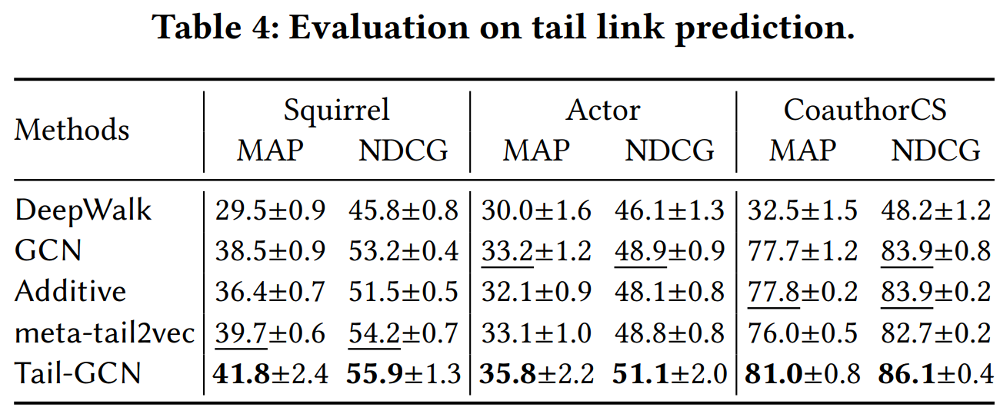 Table 4: Evaluation on tail link prediction.
Methods Squirrel Actor CoauthorCS
MAP NDCG MAP NDCG MAP NDCG
DeepWalk 29.5±0.9 45.8±0.8 30.0±1.6 46.1±1.3 32.5±1.5 48.2±1.2
GCN 38.5±0.9 53.2±0.4 33.2±1.2 48.9±0.9 77.7±1.2 83.9±0.8
Additive 36.4±0.7 51.5±0.5 32.1±0.9 48.1±0.8 77.8±0.2 83.9±0.2
meta-tail2vec 39.7±0.6 54.2±0.7 33.1±1.0 48.8±0.8 76.0±0.5 82.7±0.2
Tail-GCN 41.8±2.4 55.9±1.3 35.8±2.2 51.1±2.0 81.0±0.8 86.1±0.4